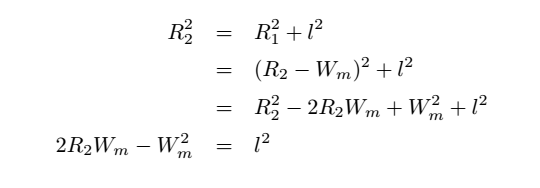 R_2^2 = R_1^2 + l^2
= (R_2 − W_m)^2 + l^2
= R_2^2 − 2R_2W_m + W_m^2 + l^2
2R_2W_m − W_m^2 = l^2